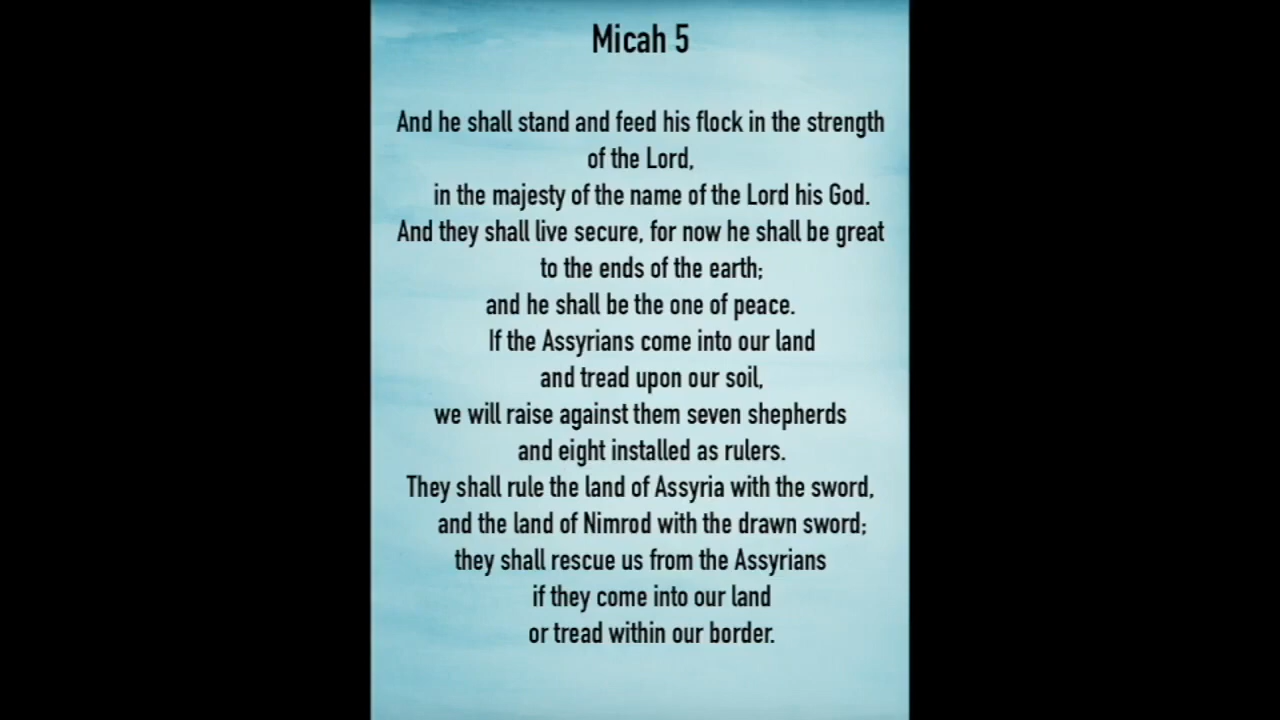 Micah 5
And he shall stand and feed his flock in the strength
of the Lord,
in the majesty of the name of the Lord his God.
And they shall live secure, for now he shall be great
to the ends of the earth;
and he shall be the one of peace.
If the Assyrians come into our land
and tread upon our soil,
we will raise against them seven shepherds
and eight installed as rulers.
They shall rule the land of Assyria with the sword,
and the land of Nimrod with the drawn sword;
they shall rescue us from the Assyrians
if they come into our land
or tread within our border.